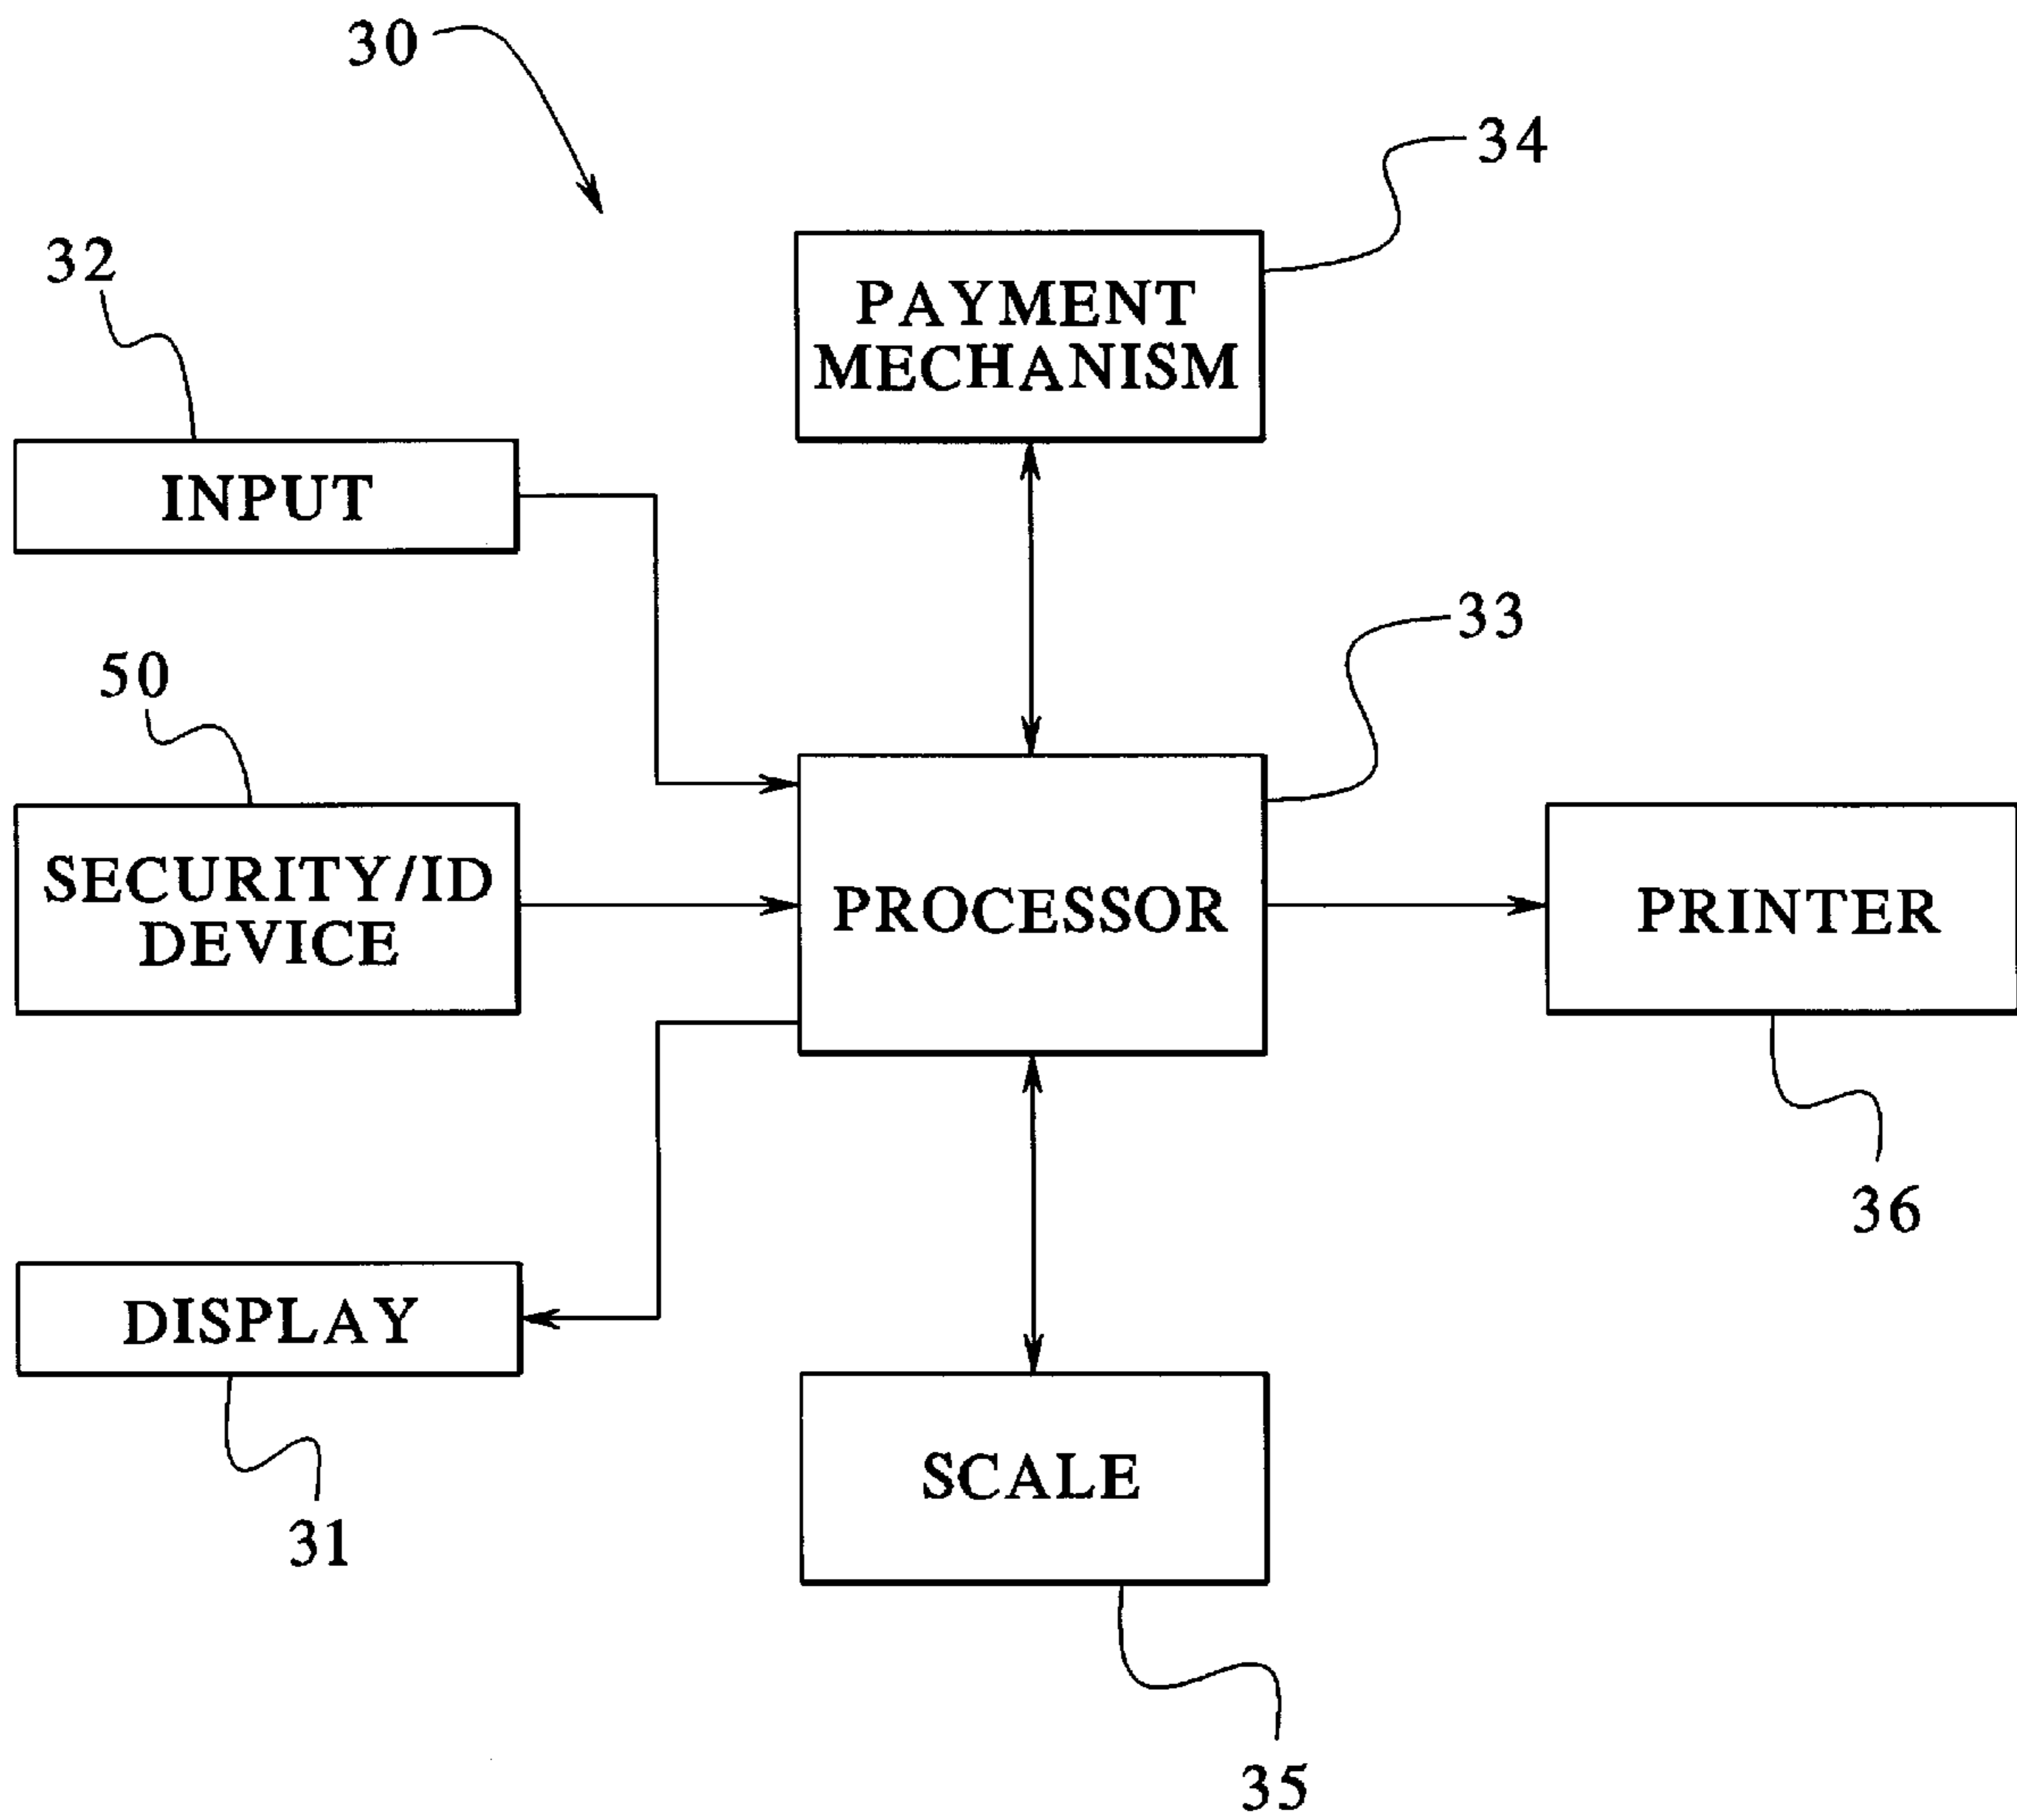 30
34
32
PAYMENT
MECHANISM
INPUT
33
50
SECURITY/ID
DEVICE
PROCESSOR
PRINTER
36
DISPLAY
SCALE
31
35